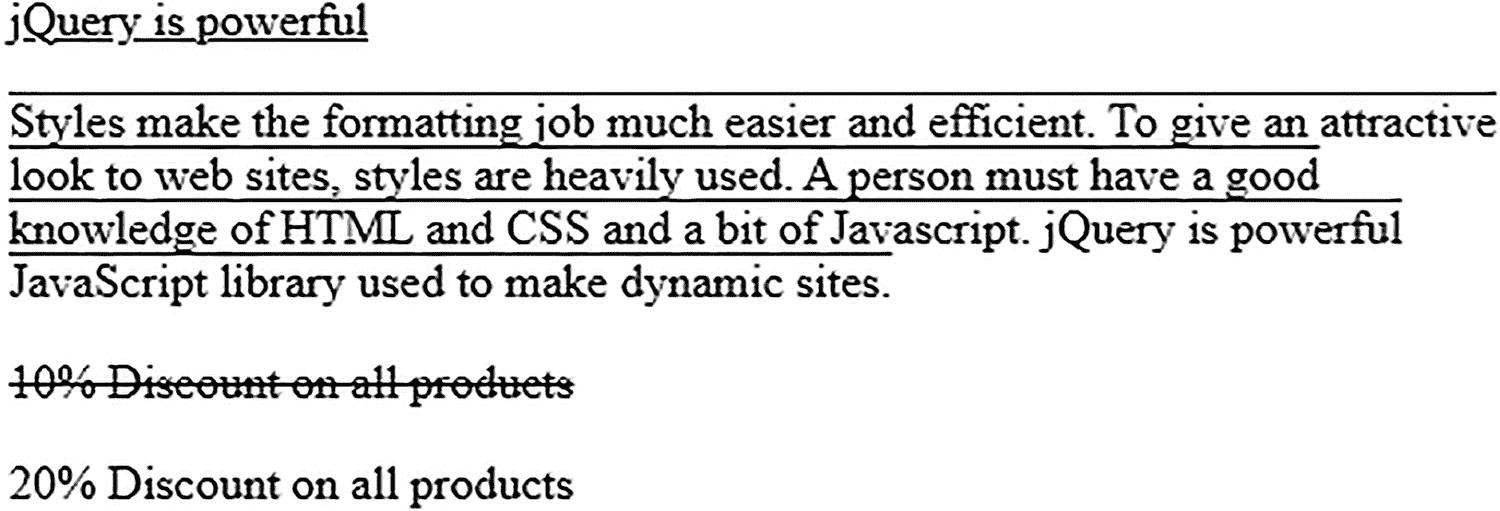 jQuery is powerful
Styles make the formatting job much easier and efficient. To give an attractive
look to web sites, styles are heavily used. A person must have a good
knowledge of HTML and CSS and a bit of Javascript. jQuery is powerful
JavaScript library used to make dynamic sites.
10% Discount on all products
20% Discount on all products